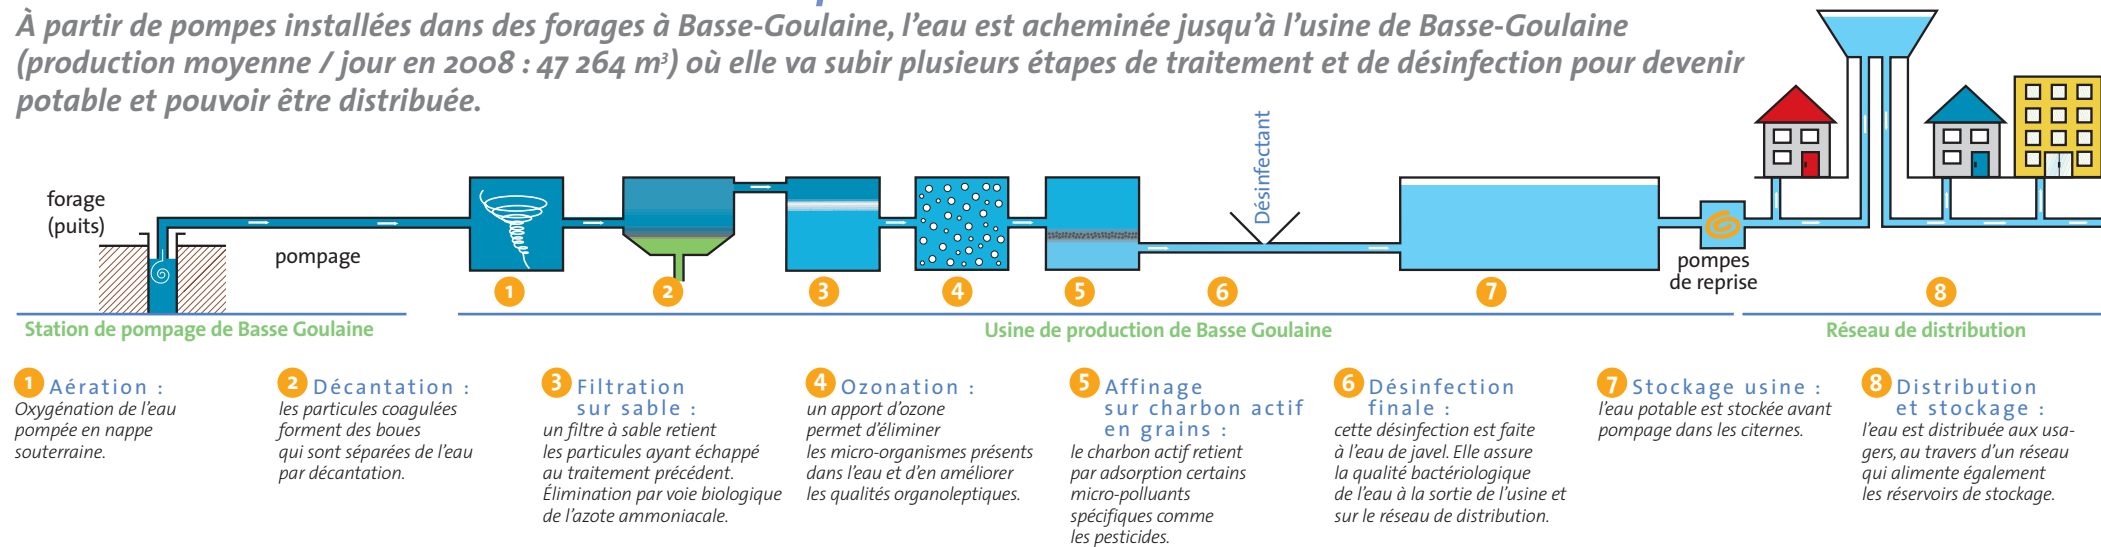 À partir de pompes installées dans des forages à Basse-Goulaine, l'eau est acheminée jusqu'à l'usine de Basse-Goulaine
(production moyenne / jour en 2008 : 47 264 m³) où elle va subir plusieurs étapes de traitement et de désinfection pour devenir
potable et pouvoir être distribuée.
Désinfectant
forage
(puits)
pompage
pompes
de reprise
1
2
3
4
5
6
7
8
Station de pompage de Basse Goulaine
Usine de production de Basse Goulaine
Réseau de distribution
1 Aération :
Oxygénation de l'eau
pompée en nappe
souterraine.
2 Décantation :
les particules coagulées
forment des boues
qui sont séparées de l'eau
par décantation.
3 Filtration
sur sable :
un filtre à sable retient
les particules ayant échappé
au traitement précédent.
Élimination par voie biologique
de l'azote ammoniacale.
4 Ozonation :
un apport d'ozone
permet d'éliminer
les micro-organismes présents
dans l'eau et d'en améliorer
les qualités organoleptiques.
5 Affinage
sur charbon actif
en grains :
le charbon actif retient
par adsorption certains
micro-polluants
spécifiques comme
les pesticides.
6 Désinfection
finale :
cette désinfection est faite
à l'eau de javel. Elle assure
la qualité bactériologique
de l'eau à la sortie de l'usine et
sur le réseau de distribution.
7 Stockage usine :
l'eau potable est stockée avant
pompage dans les citernes.
8 Distribution
et stockage :
l'eau est distribuée aux usa-
gers, au travers d'un réseau
qui alimente également
les réservoirs de stockage.